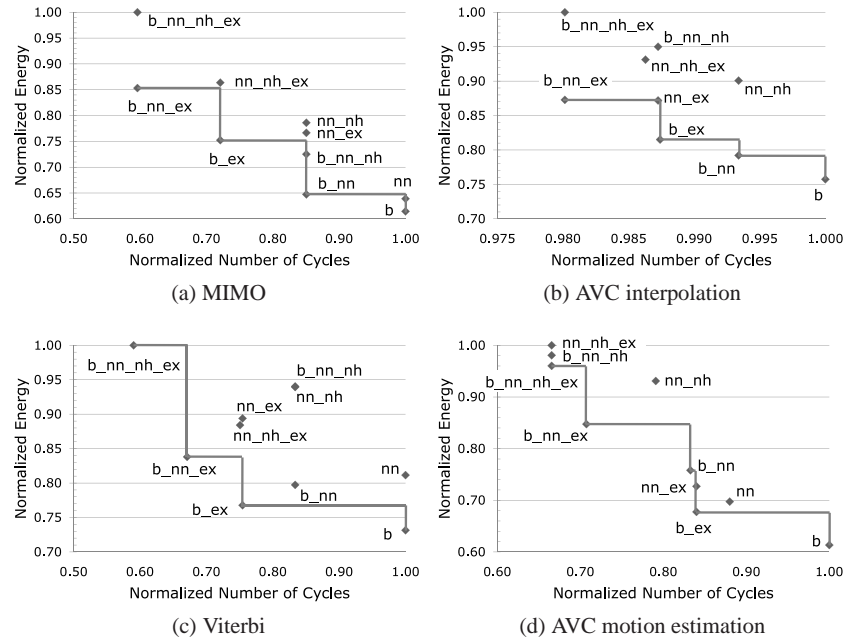 Normalized Energy
1.00
0.95
0.90
0.85
0.80
0.75
0.70
0.65
0.60
b_nn_nh_ex
b_nn_ex
nn_nh_ex
b_ex
nn_nh
nn_ex
b_nn_nh
b_nn
nn
b
0.50 0.60 0.70 0.80 0.90 1.00
Normalized Number of Cycles
(a) MIMO
Normalized Energy
1.00
0.95
0.90
0.85
0.80
0.75
0.70
b_nn_nh_ex
b_nn_nh
nn_nh_ex
nn_nh
b_nn_ex
nn_ex
b_ex
b_nn
b
0.975 0.980 0.985 0.990 0.995 1.000
Normalized Number of Cycles
(b) AVC interpolation
Normalized Energy
1.00
0.95
0.90
0.85
0.80
0.75
0.70
b_nn_nh_ex
b_nn_nh
nn_nh
nn_ex
nn_nh_ex
b_nn_ex
nn
b_nn
b_ex
b
0.50 0.60 0.70 0.80 0.90 1.00
Normalized Number of Cycles
(c) Viterbi
Normalized Energy
1.00
0.90
0.80
0.70
0.60
nn_nh_ex
b_nn_nh
b_nn_nh_ex
nn_nh
b_nn_ex
b_nn
nn_ex
nn
b_ex
b
0.60 0.70 0.80 0.90 1.00
Normalized Number of Cycles
(d) AVC motion estimation